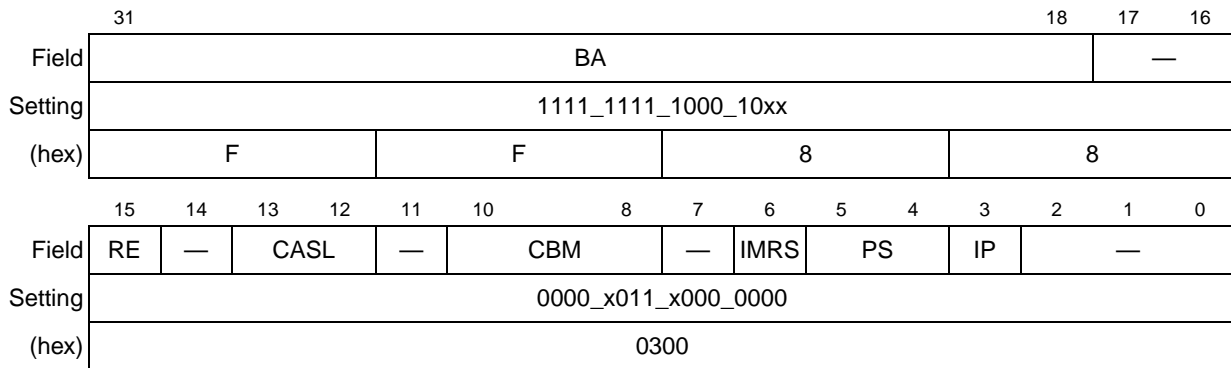 31 18 17 16
Field BA —
Setting 1111_1111_1000_10xx
(hex) F F 8 8
15 14 13 12 11 10 8 7 6 5 4 3 2 1 0
Field RE — CASL — CBM — IMRS PS IP —
Setting 0000_x011_x000_0000
(hex) 0300